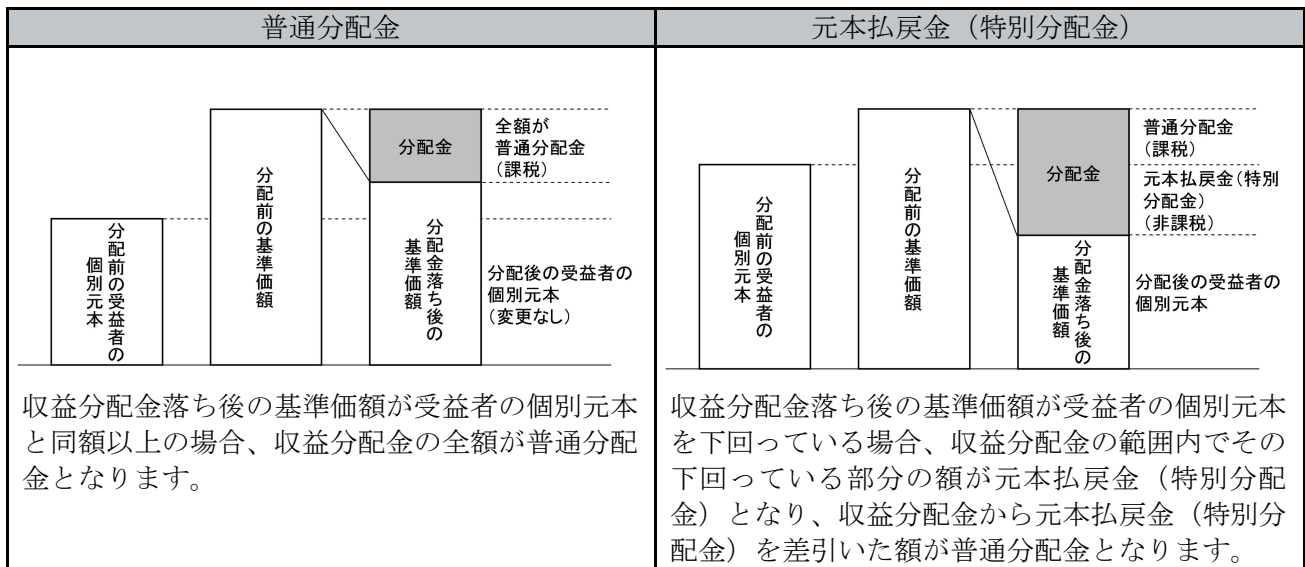 普通分配金
分配前の受益者の
個別元本
分配前の基準価額
分配金
分配金落ち後の
基準価額
全額が
普通分配金
(課税)
分配後の受益者の
個別元本
(変更なし)
収益分配金落ち後の基準価額が受益者の個別元本
と同額以上の場合、収益分配金の全額が普通分配
金となります。
元本払戻金（特別分配金）
分配前の受益者の
個別元本
分配前の基準価額
分配金
分配金落ち後の
基準価額
普通分配金
(課税)
元本払戻金(特別
分配金)
(非課税)
分配後の受益者の
個別元本
収益分配金落ち後の基準価額が受益者の個別元本
を下回っている場合、収益分配金の範囲内でその
下回っている部分の額が元本払戻金（特別分配
金）となり、収益分配金から元本払戻金（特別分
配金）を差引いた額が普通分配金となります。